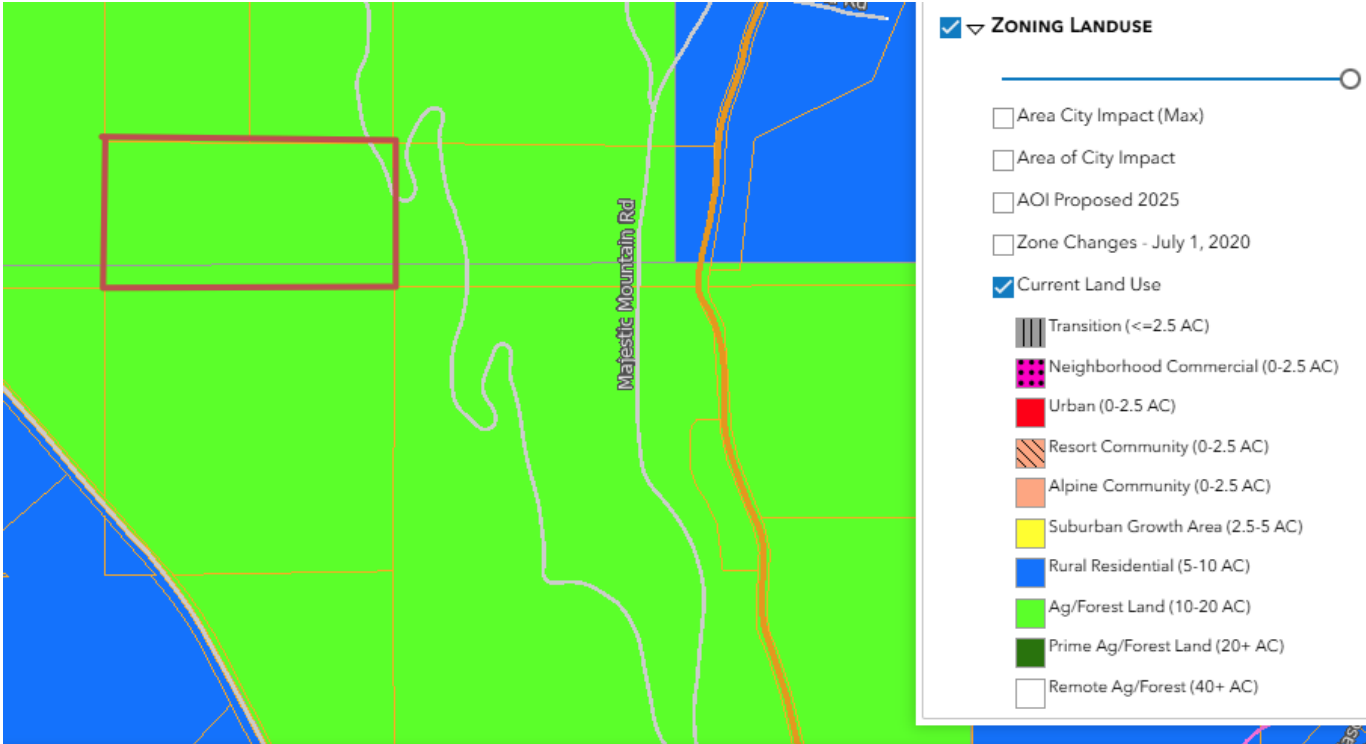 Rd
Majestic Mountain Rd
ZONING LANDUSE
Area City Impact (Max)
Area of City Impact
AOI Proposed 2025
Zone Changes - July 1, 2020
Current Land Use
Transition (<=2.5 AC)
Neighborhood Commercial (0-2.5 AC)
Urban (0-2.5 AC)
Resort Community (0-2.5 AC)
Alpine Community (0-2.5 AC)
Suburban Growth Area (2.5-5 AC)
Rural Residential (5-10 AC)
Ag/Forest Land (10-20 AC)
Prime Ag/Forest Land (20+ AC)
Remote Ag/Forest (40+ AC)